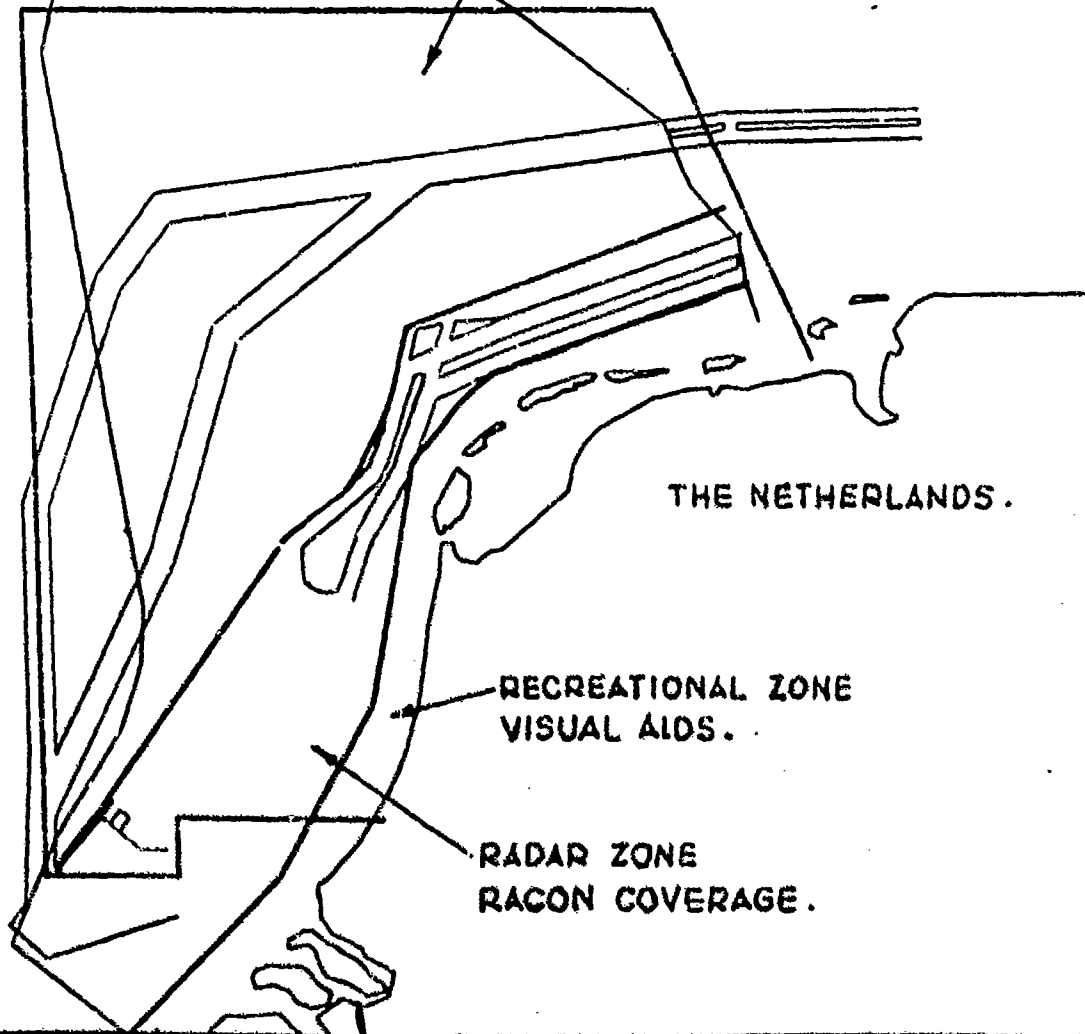 THE NETHERLANDS.
RECREATIONAL ZONE
VISUAL AIDS.
RADAR ZONE
RACON COVERAGE.